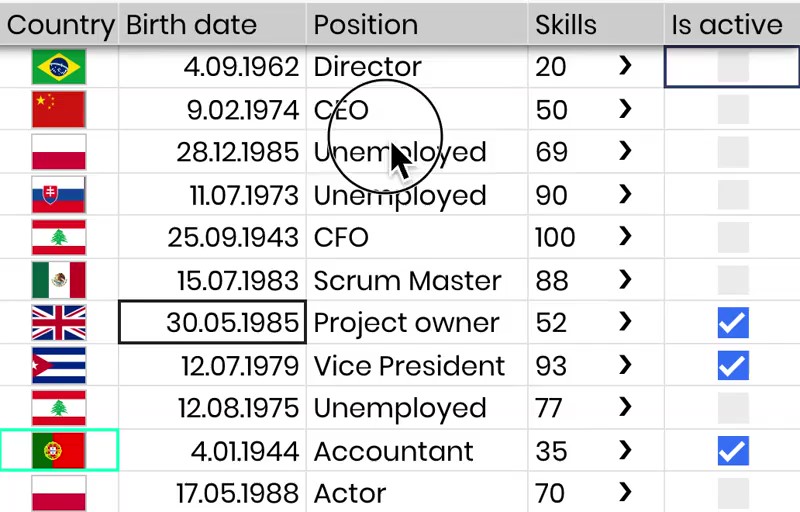 Country Birth date Position Skills Is active
4.09.1962 Director 20
9.02.1974 CEO 50
28.12.1985 Unemployed 69
11.07.1973 Unemployed 90
25.09.1943 CFO 100
15.07.1983 Scrum Master 88
30.05.1985 Project owner 52
12.07.1979 Vice President 93
12.08.1975 Unemployed 77
4.01.1944 Accountant 35
17.05.1988 Actor 70